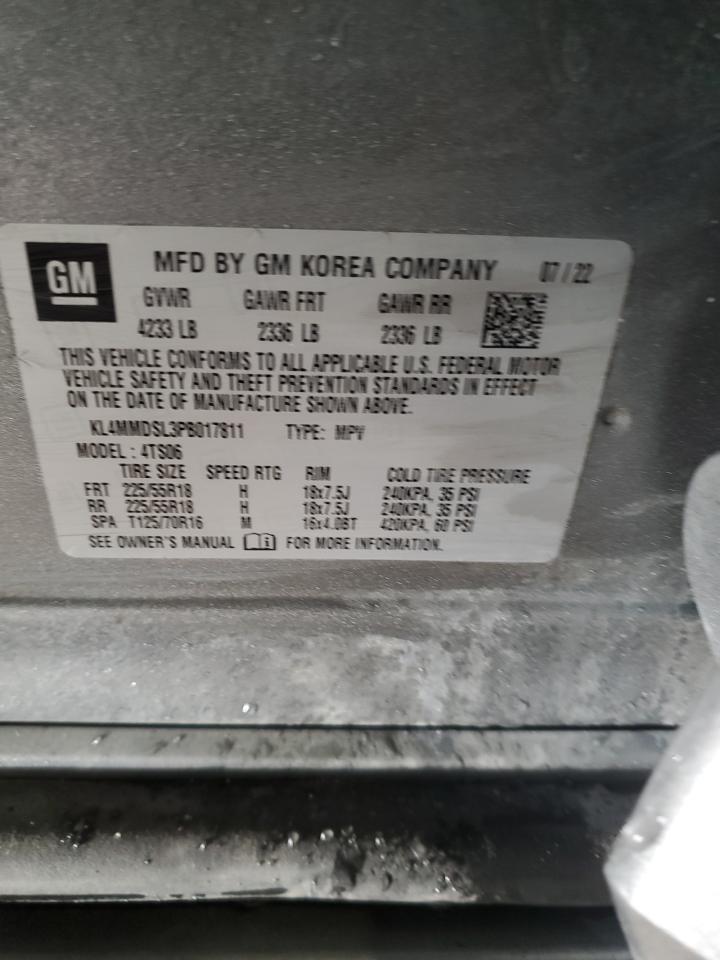 GM
MFD BY GM KOREA COMPANY 07/22
GVWR GAWR FRT GAWR RR
4233 LB 2336 LB 2336 LB
THIS VEHICLE CONFORMS TO ALL APPLICABLE U.S. FEDERAL MOTOR
VEHICLE SAFETY AND THEFT PREVENTION STANDARDS IN EFFECT
ON THE DATE OF MANUFACTURE SHOWN ABOVE.
KL4MMDSL3PB017811 TYPE: MPV
MODEL: 4TS06
TIRE SIZE SPEED RTG RIM COLD TIRE PRESSURE
FRT 225/55R18 H 18x7.5J 240KPA, 35 PSI
RR 225/55R18 H 18x7.5J 240KPA, 35 PSI
SPA T125/70R16 M 16x4.0BT 420KPA, 60 PSI
SEE OWNER'S MANUAL FOR MORE INFORMATION.